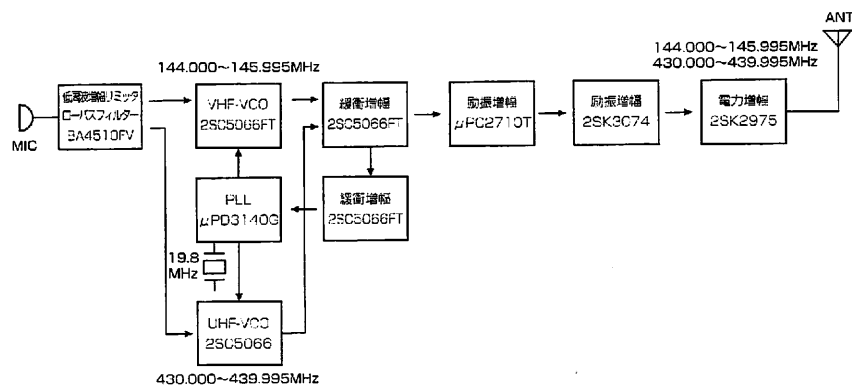 ANT
144.000〜145.995MHz
430.000〜439.995MHz
144.000〜145.995MHz
MIC
低周波増幅リミッタ
ローパスフィルター
BA4510FV
VHF-VCO
2SC5066FT
緩衝増幅
2SC5066FT
励振増幅
μPC2710T
励振増幅
2SK3074
電力増幅
2SK2975
PLL
μPD3140G
緩衝増幅
2SC5066FT
19.8
MHz
UHF-VCO
2SC5066
430.000〜439.995MHz